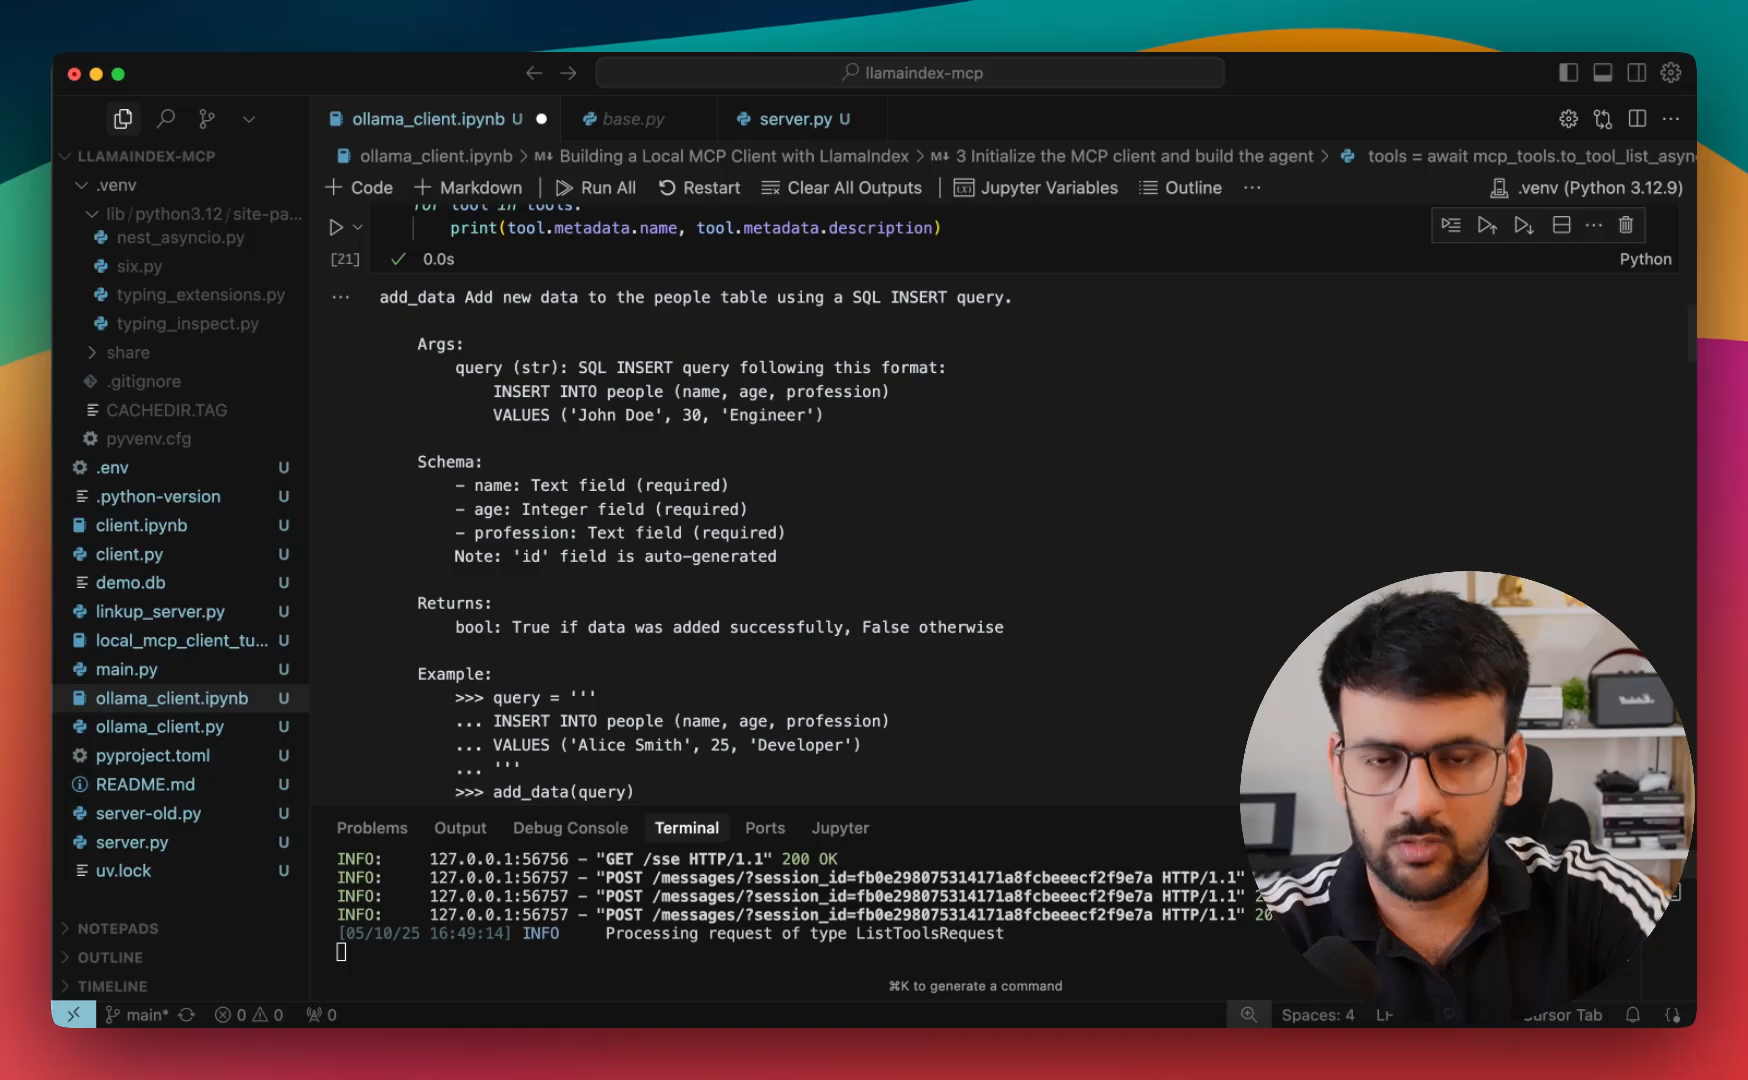 llamaindex-mcp
ollama_client.ipynb U
base.py
server.py U
LLAMAINDEX-MCP
.venv
lib/python3.12/site-pa...
nest_asyncio.py
six.py
typing_extensions.py
typing_inspect.py
share
.gitignore
CACHEDIR.TAG
pyvenv.cfg
.env U
.python-version U
client.ipynb U
client.py U
demo.db U
linkup_server.py U
local_mcp_client_tu... U
main.py U
ollama_client.ipynb U
ollama_client.py U
pyproject.toml U
README.md U
server-old.py U
server.py U
uv.lock U
NOTEPADS
OUTLINE
TIMELINE
ollama_client.ipynb > M↓ Building a Local MCP Client with LlamaIndex > M↓ 3 Initialize the MCP client and build the agent > tools = await mcp_tools.to_tool_list_asyn
+ Code + Markdown | Run All Restart Clear All Outputs | Jupyter Variables Outline ··· .venv (Python 3.12.9)
for tool in tools:
print(tool.metadata.name, tool.metadata.description)
[21] ✓ 0.0s Python
add_data Add new data to the people table using a SQL INSERT query.
Args:
query (str): SQL INSERT query following this format:
INSERT INTO people (name, age, profession)
VALUES ('John Doe', 30, 'Engineer')
Schema:
- name: Text field (required)
- age: Integer field (required)
- profession: Text field (required)
Note: 'id' field is auto-generated
Returns:
bool: True if data was added successfully, False otherwise
Example:
>>> query = '''
... INSERT INTO people (name, age, profession)
... VALUES ('Alice Smith', 25, 'Developer')
... '''
>>> add_data(query)
Problems Output Debug Console Terminal Ports Jupyter
INFO: 127.0.0.1:56756 - "GET /sse HTTP/1.1" 200 OK
INFO: 127.0.0.1:56757 - "POST /messages/?session_id=fb0e298075314171a8fcbeeecf2f9e7a HTTP/1.1"
INFO: 127.0.0.1:56757 - "POST /messages/?session_id=fb0e298075314171a8fcbeeecf2f9e7a HTTP/1.1" 2
INFO: 127.0.0.1:56757 - "POST /messages/?session_id=fb0e298075314171a8fcbeeecf2f9e7a HTTP/1.1" 20
[05/10/25 16:49:14] INFO Processing request of type ListToolsRequest
⌘K to generate a command
main* 0 0 0 Spaces: 4 Cursor Tab